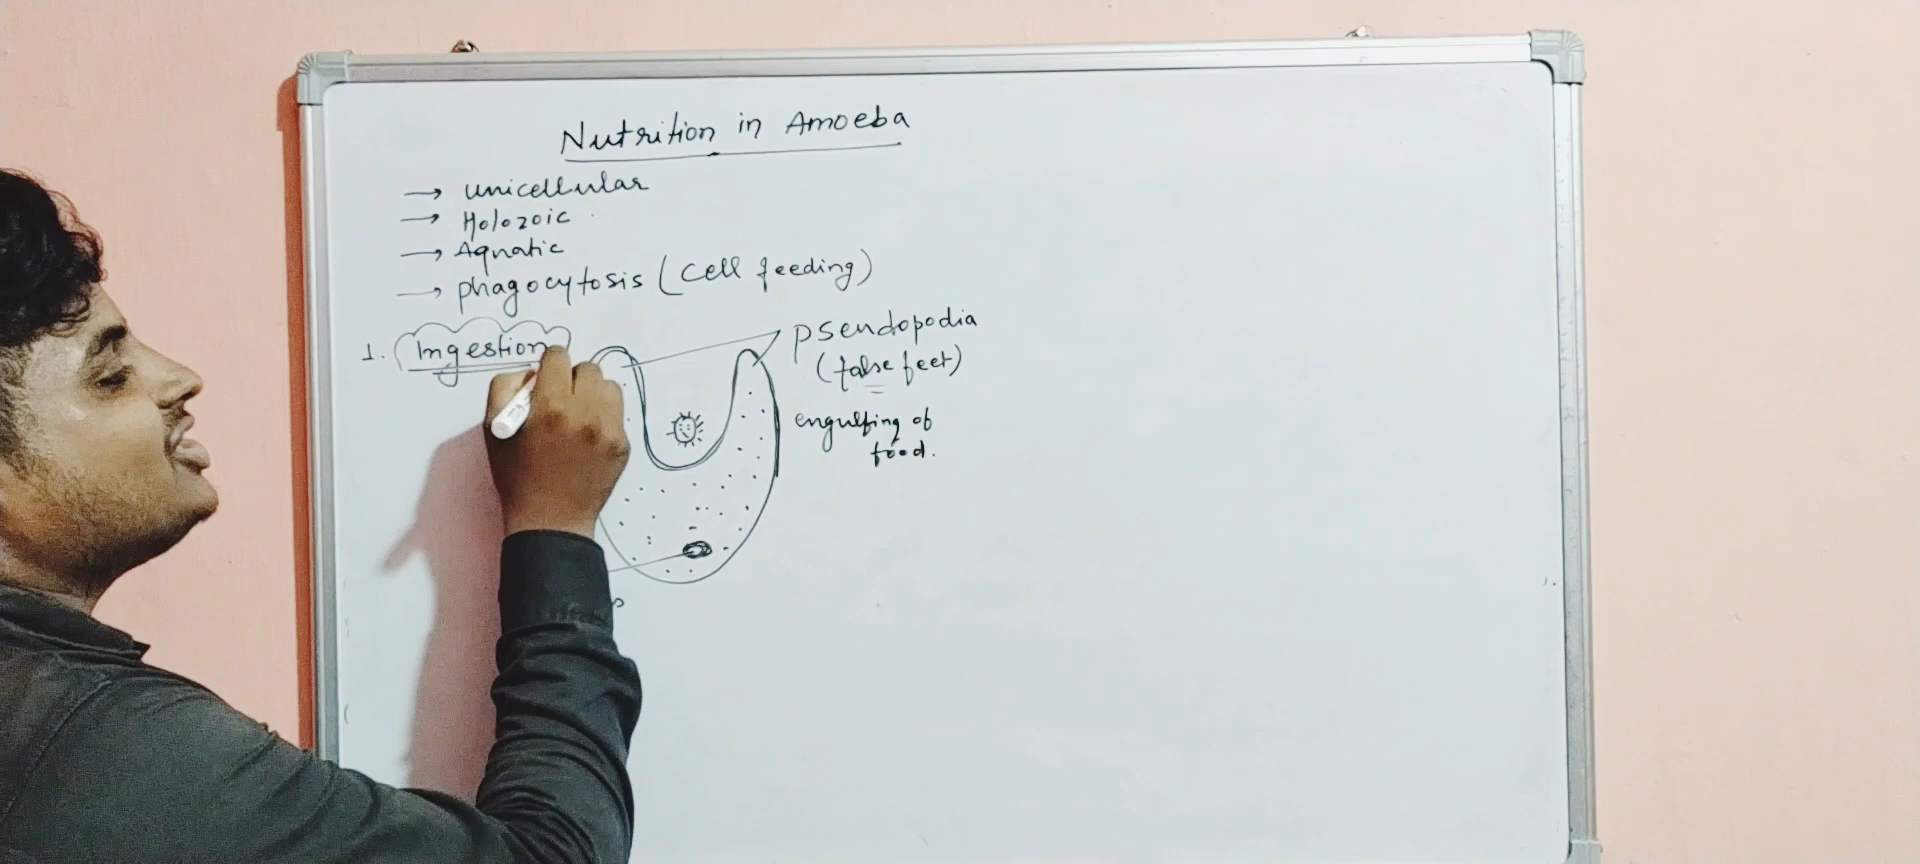 Nutrition in Amoeba
→ unicellular
→ Holozoic
→ Aquatic
→ phagocytosis (cell feeding)
1. Ingestion
pseudopodia
(false feet)
engulfing of
food.